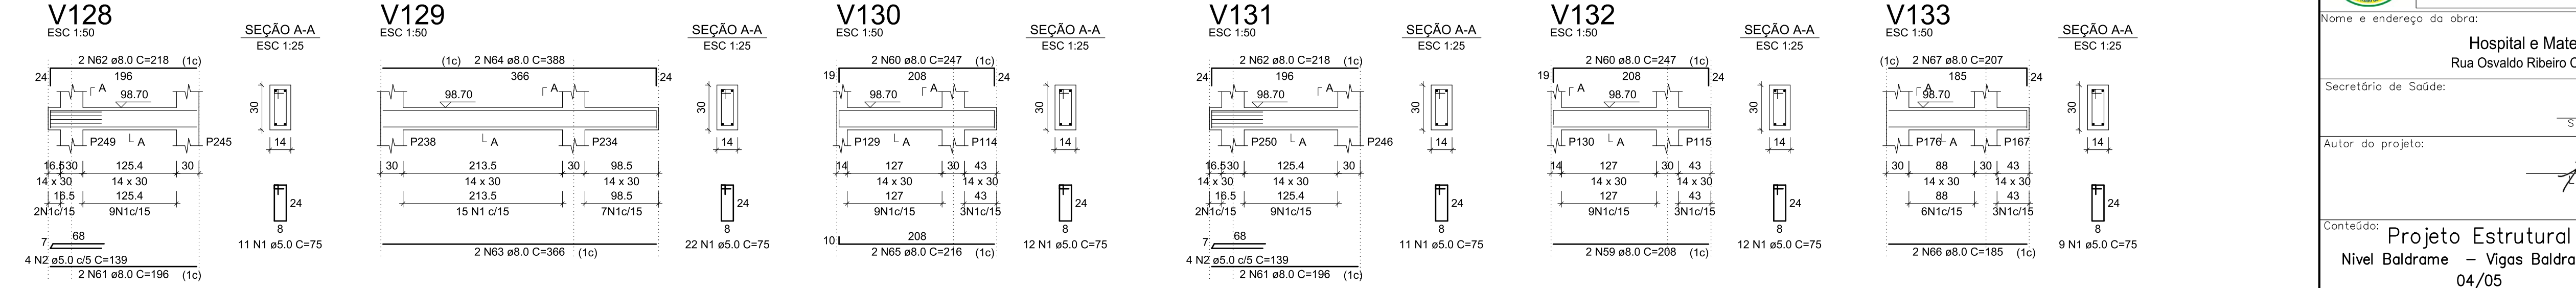 V128
ESC 1:50
SEÇÃO A-A
ESC 1:25
2 N62 ø8.0 C=218 (1c)
24 196
A
98.70
30
P249 A P245
14
16.5 30 125.4 30
14 x 30 14 x 30
16.5 125.4
2N1c/15 9N1c/15
24
8
11 N1 ø5.0 C=75
7 68
4 N2 ø5.0 c/5 C=139
2 N61 ø8.0 C=196 (1c)
V129
ESC 1:50
SEÇÃO A-A
ESC 1:25
(1c) 2 N64 ø8.0 C=388
366 24
98.70 A
30
P238 A P234
14
30 213.5 30 98.5
14 x 30 14 x 30
213.5 98.5
15 N1 c/15 7N1c/15
24
8
22 N1 ø5.0 C=75
2 N63 ø8.0 C=366 (1c)
V130
ESC 1:50
SEÇÃO A-A
ESC 1:25
2 N60 ø8.0 C=247 (1c)
19 208 24
98.70 A
30
P129 A P114
14
14 127 30 43
14 x 30 14 x 30
127 43
9N1c/15 3N1c/15
24
8
12 N1 ø5.0 C=75
10 208
2 N65 ø8.0 C=216 (1c)
V131
ESC 1:50
SEÇÃO A-A
ESC 1:25
2 N62 ø8.0 C=218 (1c)
24 196
98.70 A
30
P250 A P246
14
16.5 30 125.4 30
14 x 30 14 x 30
16.5 125.4
2N1c/15 9N1c/15
24
8
11 N1 ø5.0 C=75
7 68
4 N2 ø5.0 c/5 C=139
2 N61 ø8.0 C=196 (1c)
V132
ESC 1:50
SEÇÃO A-A
ESC 1:25
2 N60 ø8.0 C=247 (1c)
19 208 24
A 98.70
30
P130 A P115
14
14 127 30 43
14 x 30 14 x 30
127 43
9N1c/15 3N1c/15
24
8
12 N1 ø5.0 C=75
2 N59 ø8.0 C=208 (1c)
V133
ESC 1:50
SEÇÃO A-A
ESC 1:25
(1c) 2 N67 ø8.0 C=207
185 24
A
98.70
30
P176 A P167
14
30 88 30 43
14 x 30 14 x 30
88 43
6N1c/15 3N1c/15
24
8
9 N1 ø5.0 C=75
2 N66 ø8.0 C=185 (1c)
Nome e endereço da obra:
Hospital e Mate
Rua Osvaldo Ribeiro C
Secretário de Saúde:
S
Autor do projeto:
Conteúdo:
Projeto Estrutural
Nivel Baldrame - Vigas Baldra
04/05